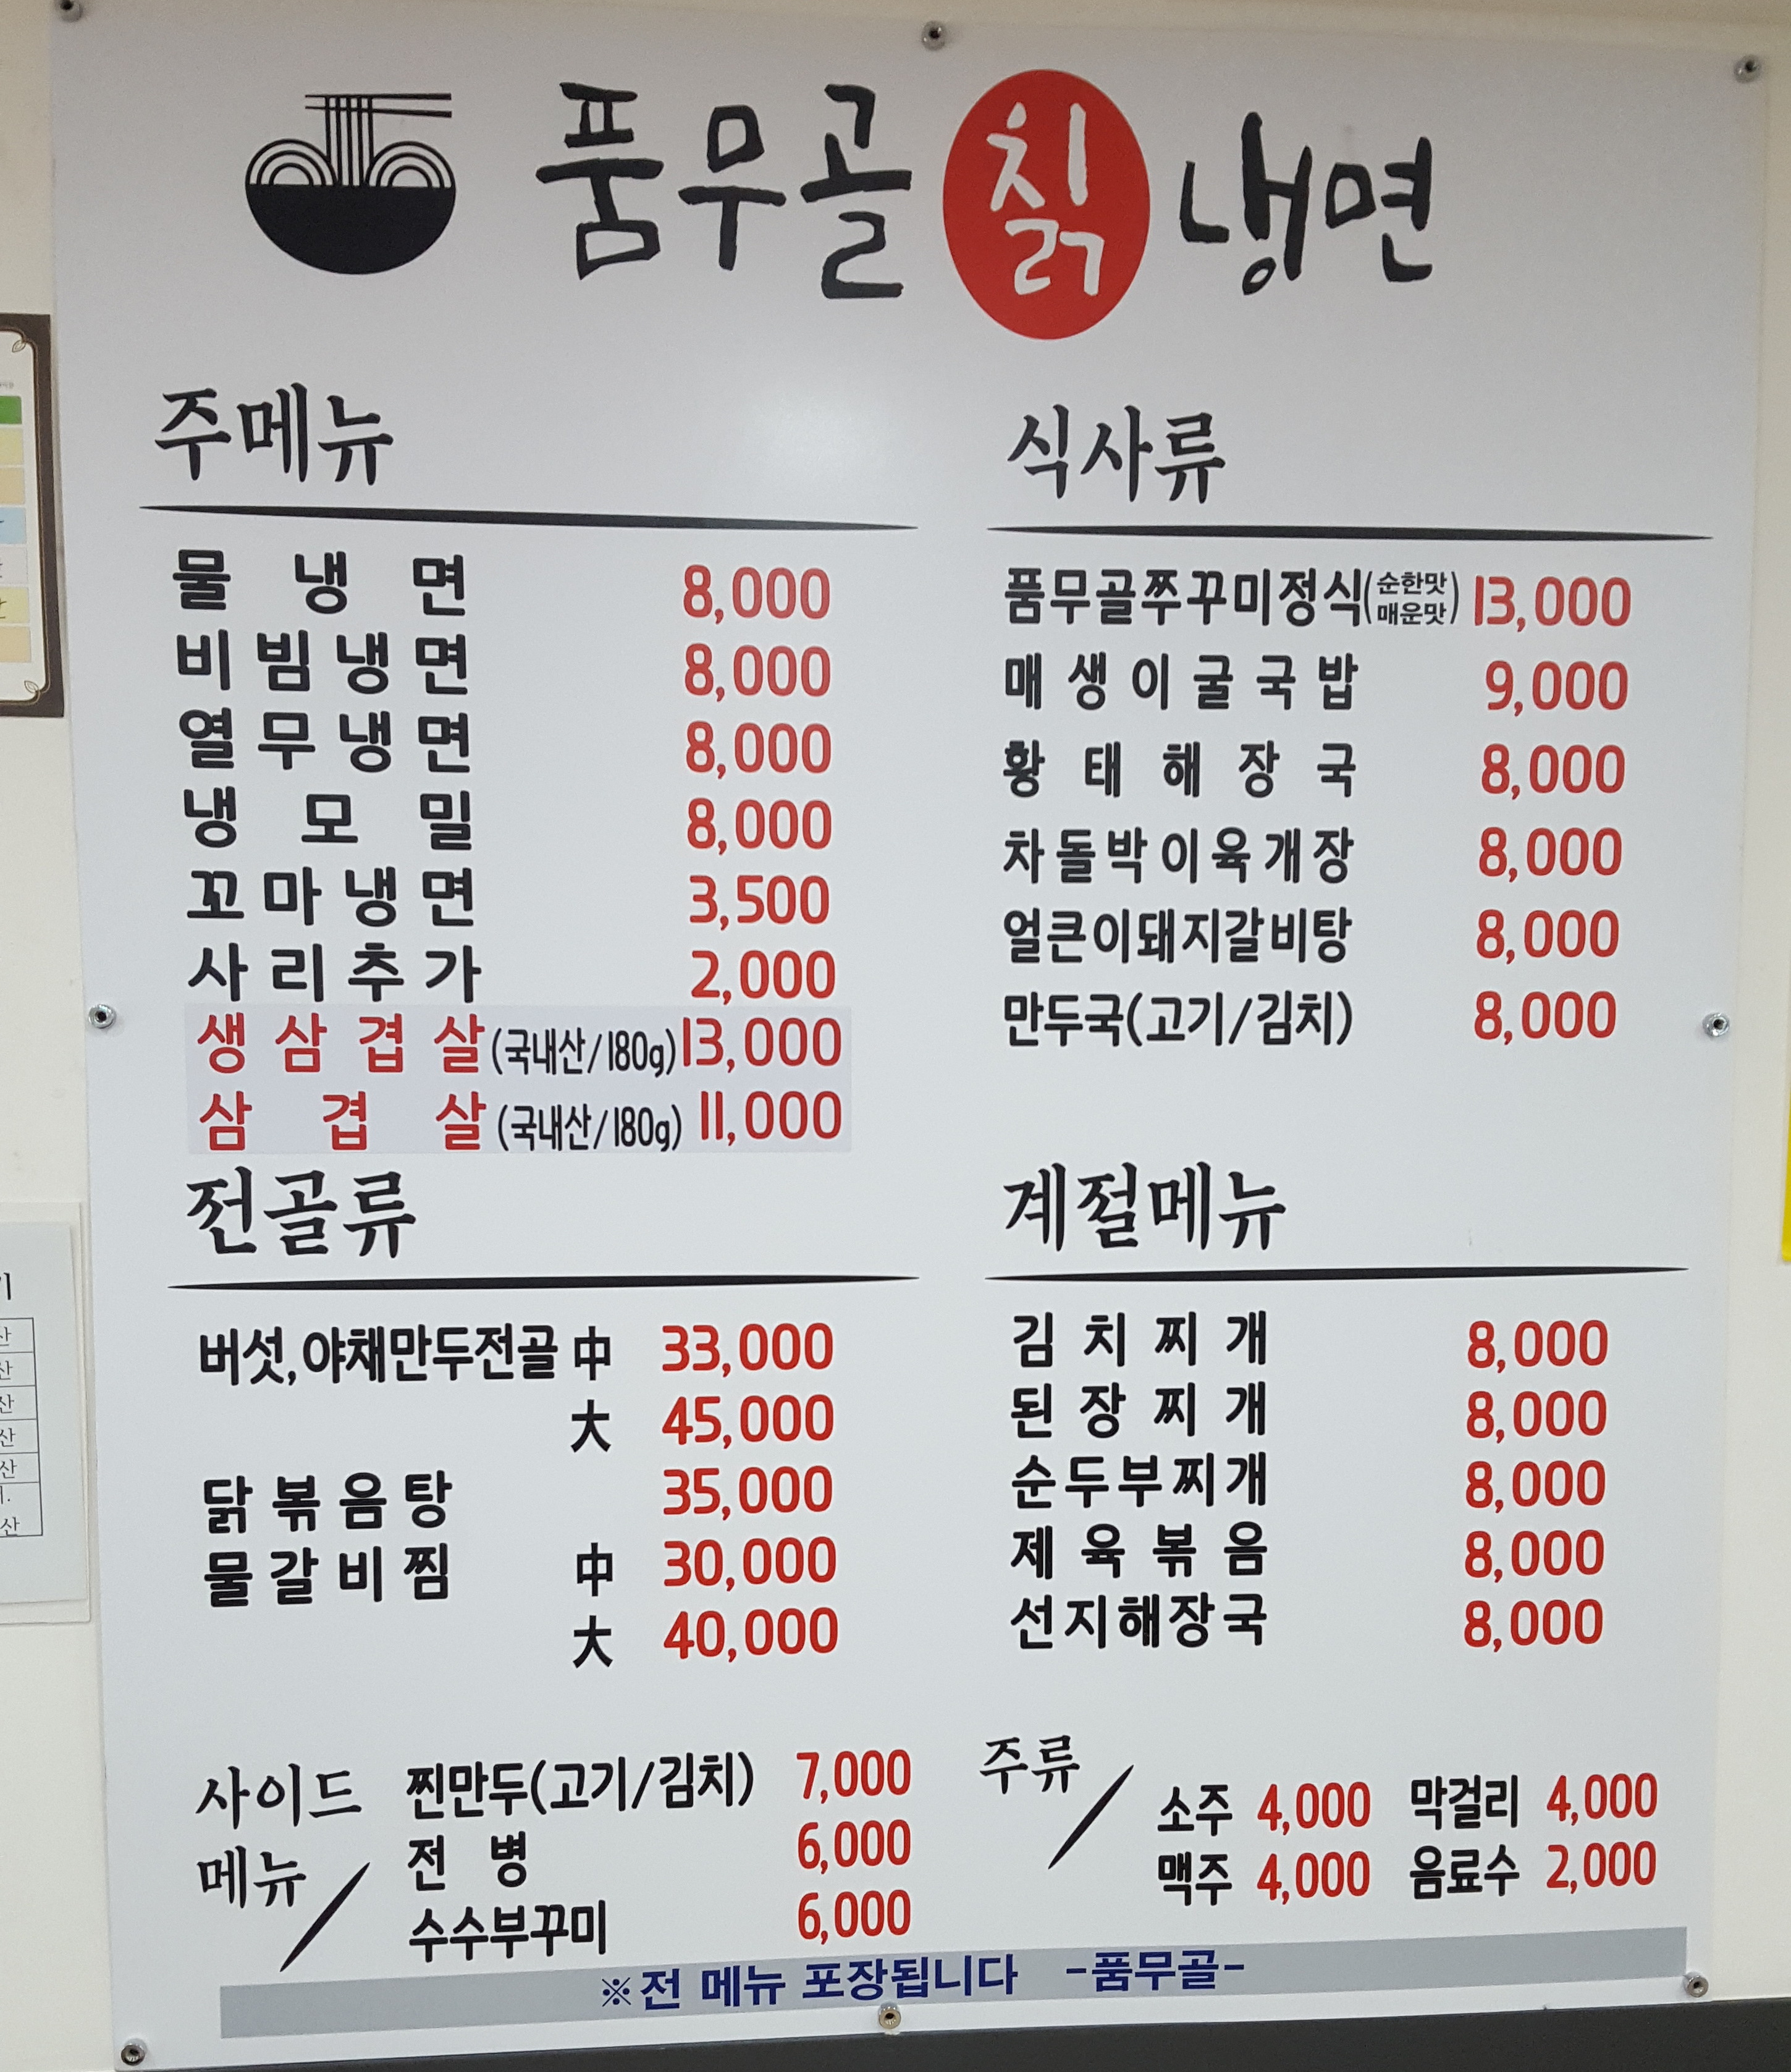 품무골 칡 냉면
주메뉴
물냉면 8,000
비빔냉면 8,000
열무냉면 8,000
냉모밀 8,000
꼬마냉면 3,500
사리추가 2,000
생삼겹살(국내산/180g) 13,000
삼겹살(국내산/180g) 11,000
식사류
품무골쭈꾸미정식(순한맛 매운맛) 13,000
매생이굴국밥 9,000
황태해장국 8,000
차돌박이육개장 8,000
얼큰이돼지갈비탕 8,000
만두국(고기/김치) 8,000
전골류
버섯,야채만두전골 中 33,000
大 45,000
닭볶음탕 35,000
물갈비찜 中 30,000
大 40,000
계절메뉴
김치찌개 8,000
된장찌개 8,000
순두부찌개 8,000
제육볶음 8,000
선지해장국 8,000
사이드
메뉴
찐만두(고기/김치) 7,000
전병 6,000
수수부꾸미 6,000
주류
소주 4,000 막걸리 4,000
맥주 4,000 음료수 2,000
※전 메뉴 포장됩니다 -품무골-